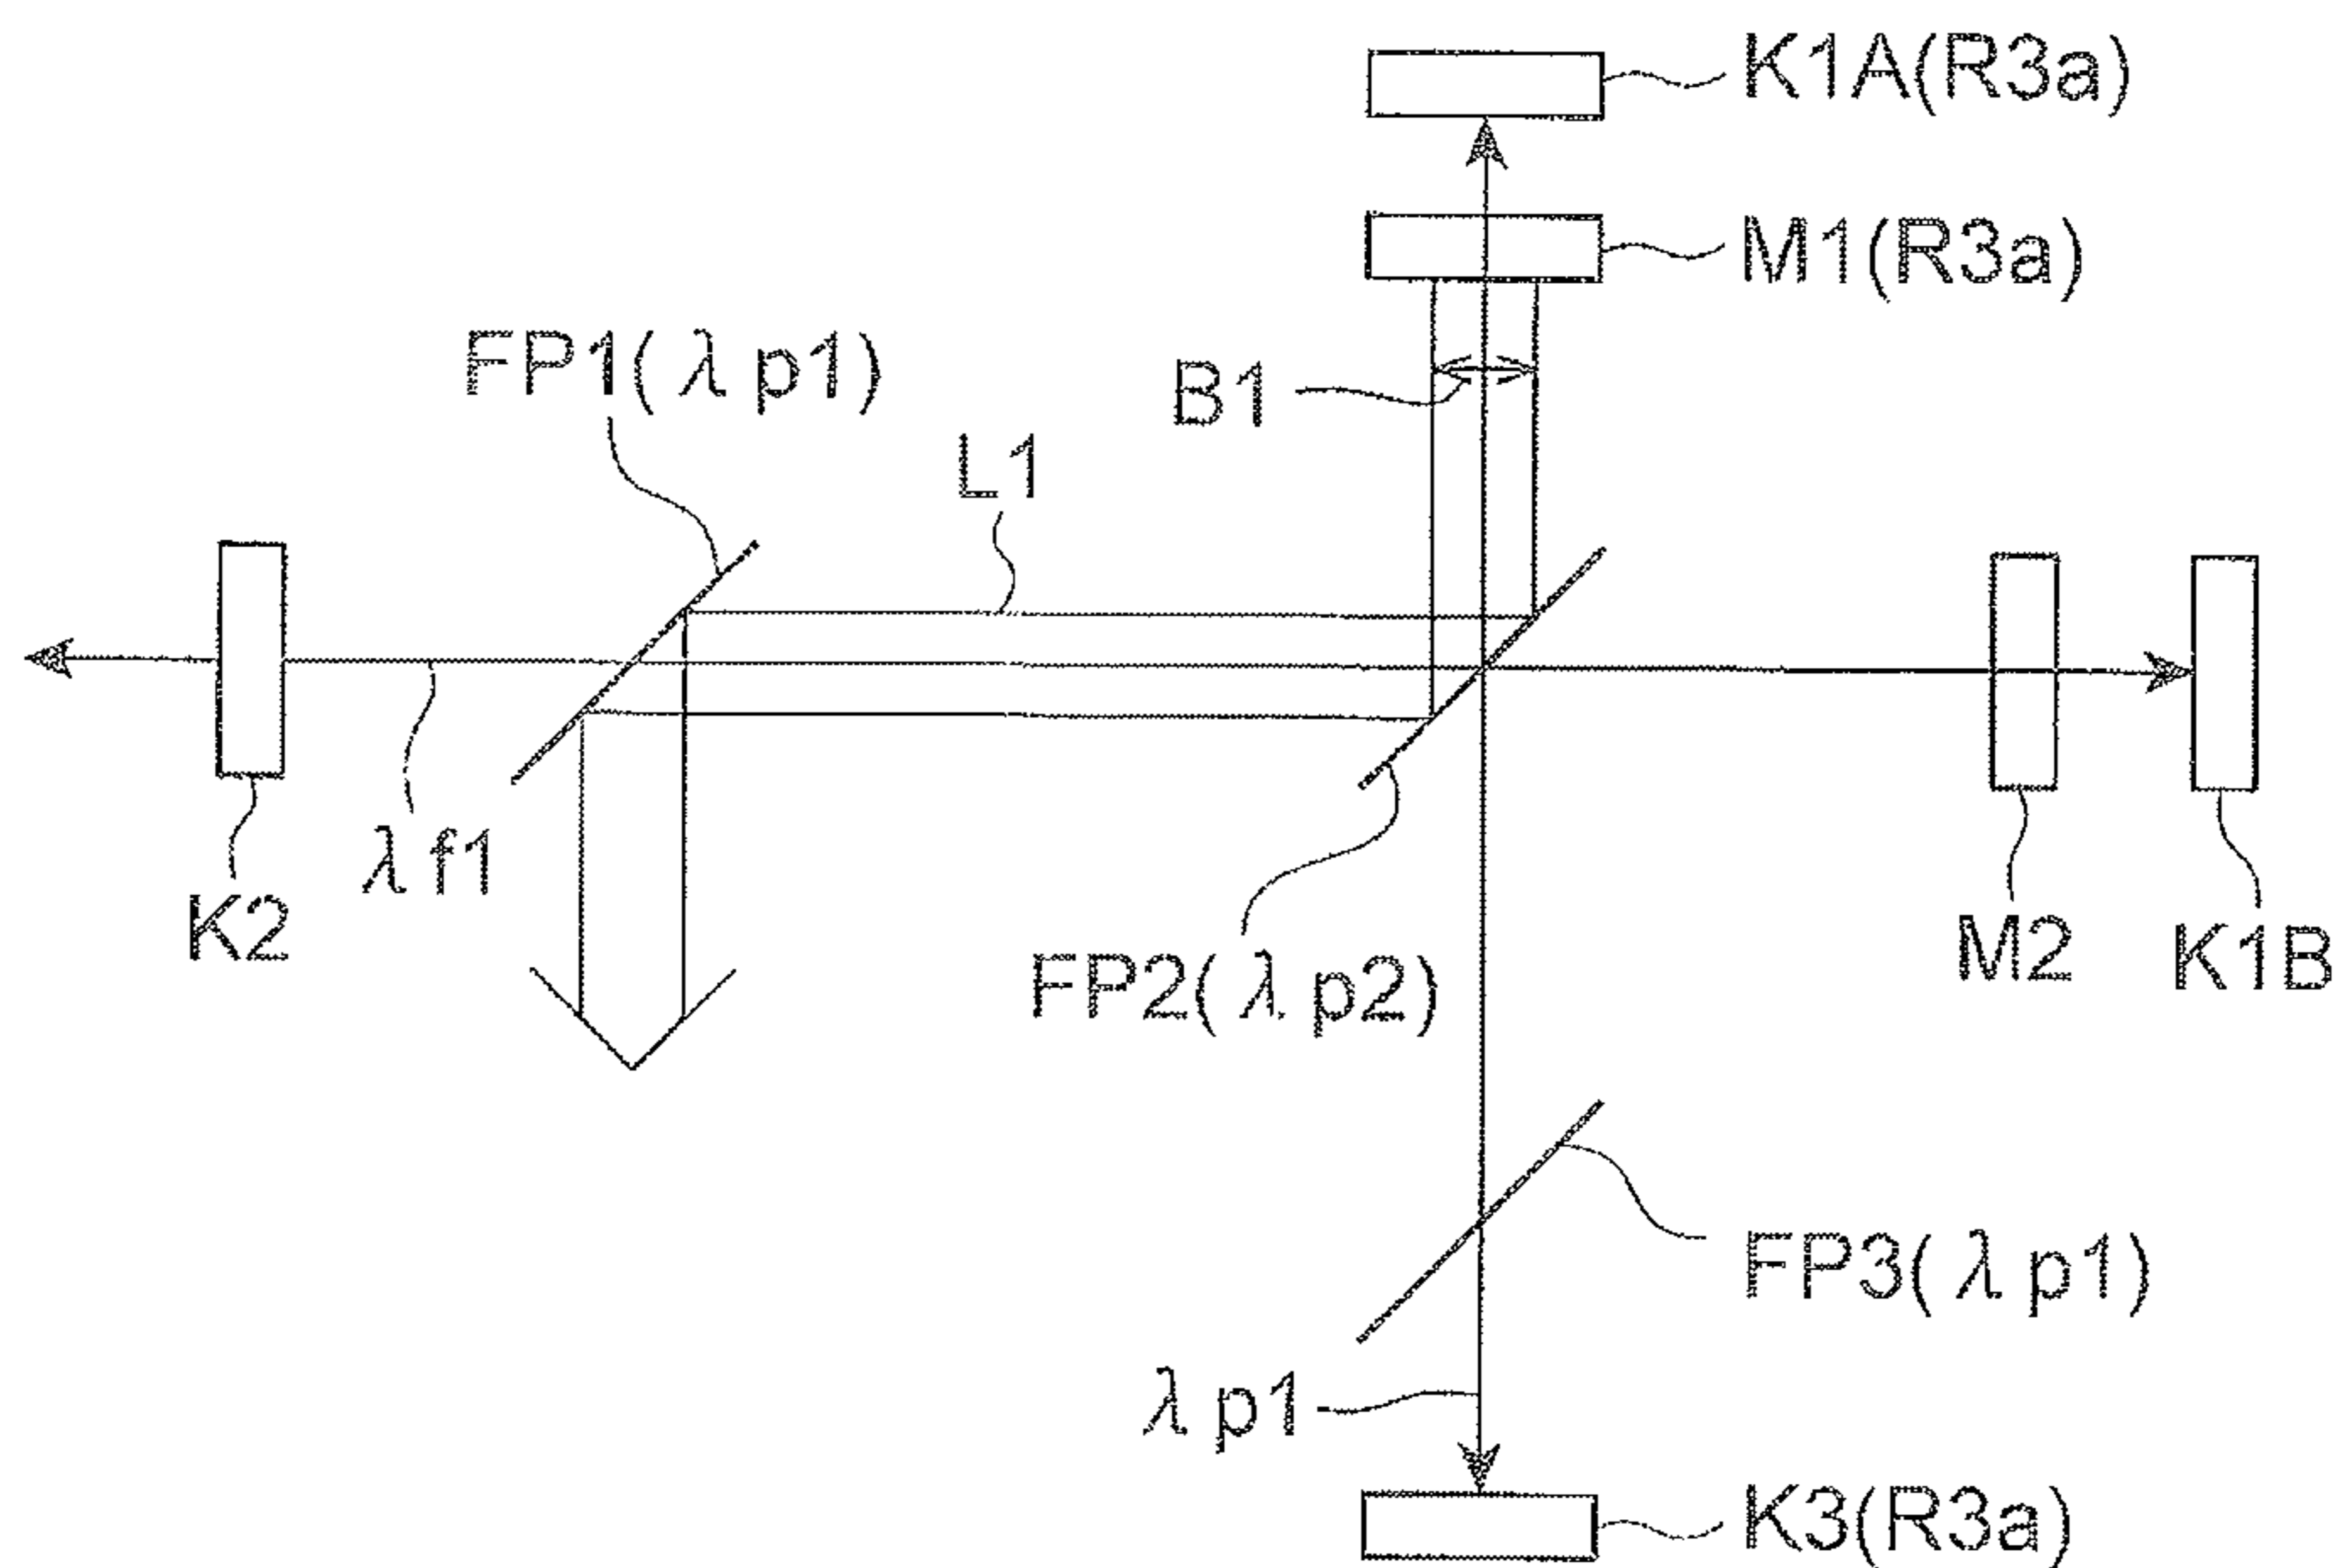 K1A(R3a)
M1(R3a)
FP1(λp1)
B1
L1
λf1
K2
M2
K1B
FP2(λp2)
FP3(λp1)
λp1
K3(R3a)